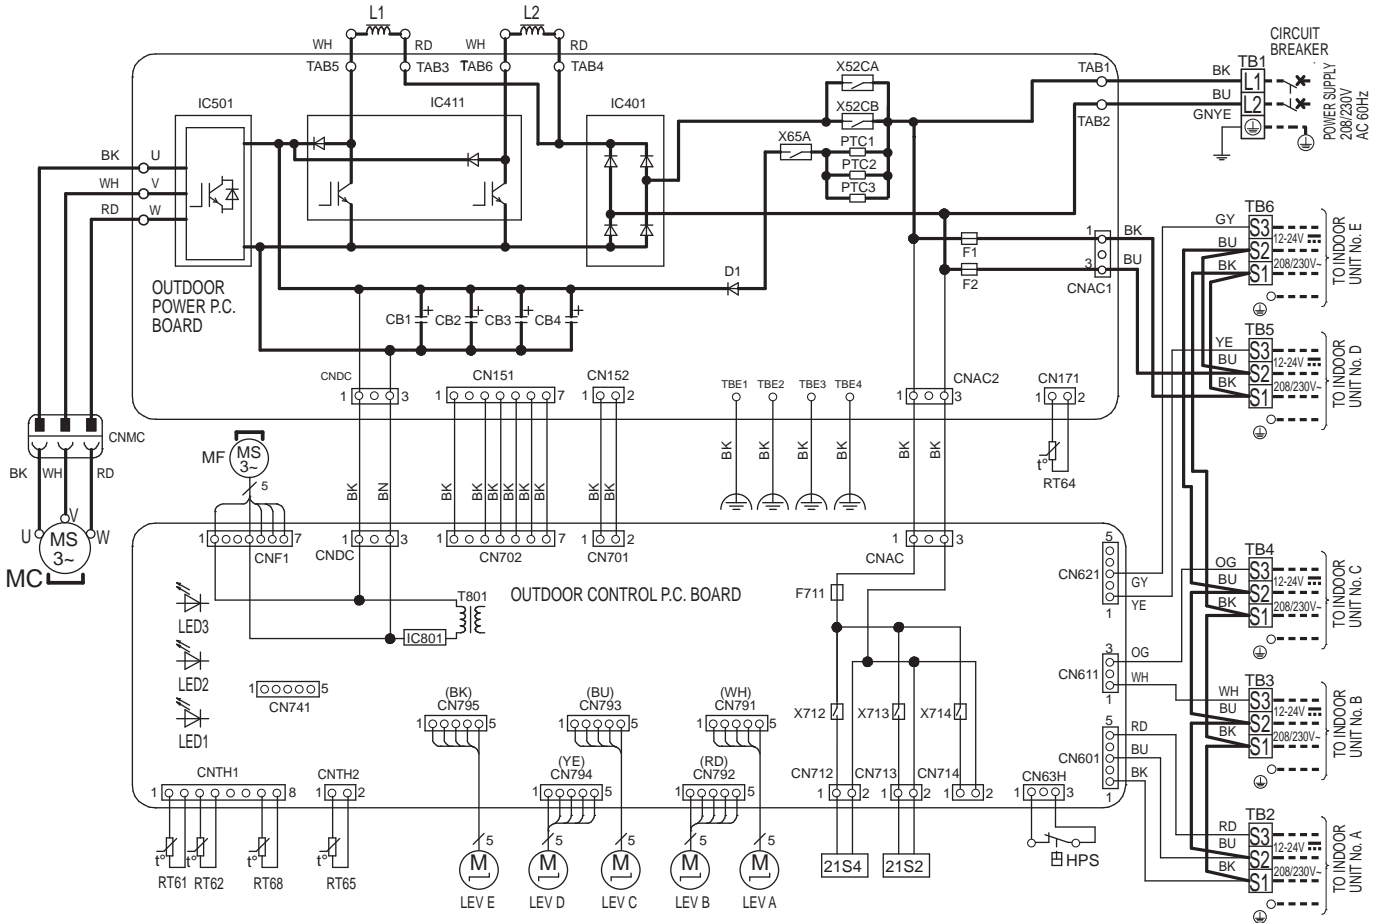 L1
L2
WH
RD
WH
RD
TAB5
TAB3
TAB6
TAB4
IC501
IC411
IC401
X52CA
X52CB
X65A
PTC1
PTC2
PTC3
TAB1
TAB2
CIRCUIT
BREAKER
TB1
BK
L1
BU
L2
GNYE
POWER SUPPLY
208/230V
AC 60Hz
BK
U
WH
V
RD
W
OUTDOOR
POWER P.C.
BOARD
D1
CB1
+
CB2
+
CB3
+
CB4
+
F1
F2
1
3
CNAC1
BK
BU
TB6
GY
S3
12-24V
BU
S2
BK
208/230V~
S1
TO INDOOR
UNIT No. E
TB5
YE
S3
12-24V
BU
S2
BK
208/230V~
S1
TO INDOOR
UNIT No. D
CNDC
1
3
CN151
1
7
CN152
1
2
TBE1
TBE2
TBE3
TBE4
CNAC2
1
3
CN171
1
2
t°
RT64
CNMC
BK
WH
RD
U
V
W
MS
3~
MC
MF
MS
3~
5
BK
BN
BK
BK
BK
BK
BK
BK
BK
BK
BK
BK
BK
BK
BK
BK
1
7
CNF1
CNDC
1
3
1
7
CN702
1
2
CN701
1
3
CNAC
OUTDOOR CONTROL P.C. BOARD
LED3
LED2
LED1
T801
IC801
1
5
CN741
F711
X712
X713
X714
5
CN621
1
GY
YE
3
CN611
1
OG
WH
5
CN601
1
RD
BU
BK
TB4
OG
S3
12-24V
BU
S2
BK
208/230V~
S1
TO INDOOR
UNIT No. C
TB3
WH
S3
12-24V
BU
S2
BK
208/230V~
S1
TO INDOOR
UNIT No. B
TB2
RD
S3
12-24V
BU
S2
BK
208/230V~
S1
TO INDOOR
UNIT No. A
CNTH1
1
8
CNTH2
1
2
t°
RT61
t°
RT62
t°
RT68
t°
RT65
(BK)
CN795
1
5
(BU)
CN793
1
5
(WH)
CN791
1
5
(YE)
CN794
1
5
(RD)
CN792
1
5
5
5
5
5
5
M
M
M
M
M
LEV E
LEV D
LEV C
LEV B
LEV A
CN712
1
2
CN713
1
2
CN714
1
2
21S4
21S2
CN63H
1
3
HPS